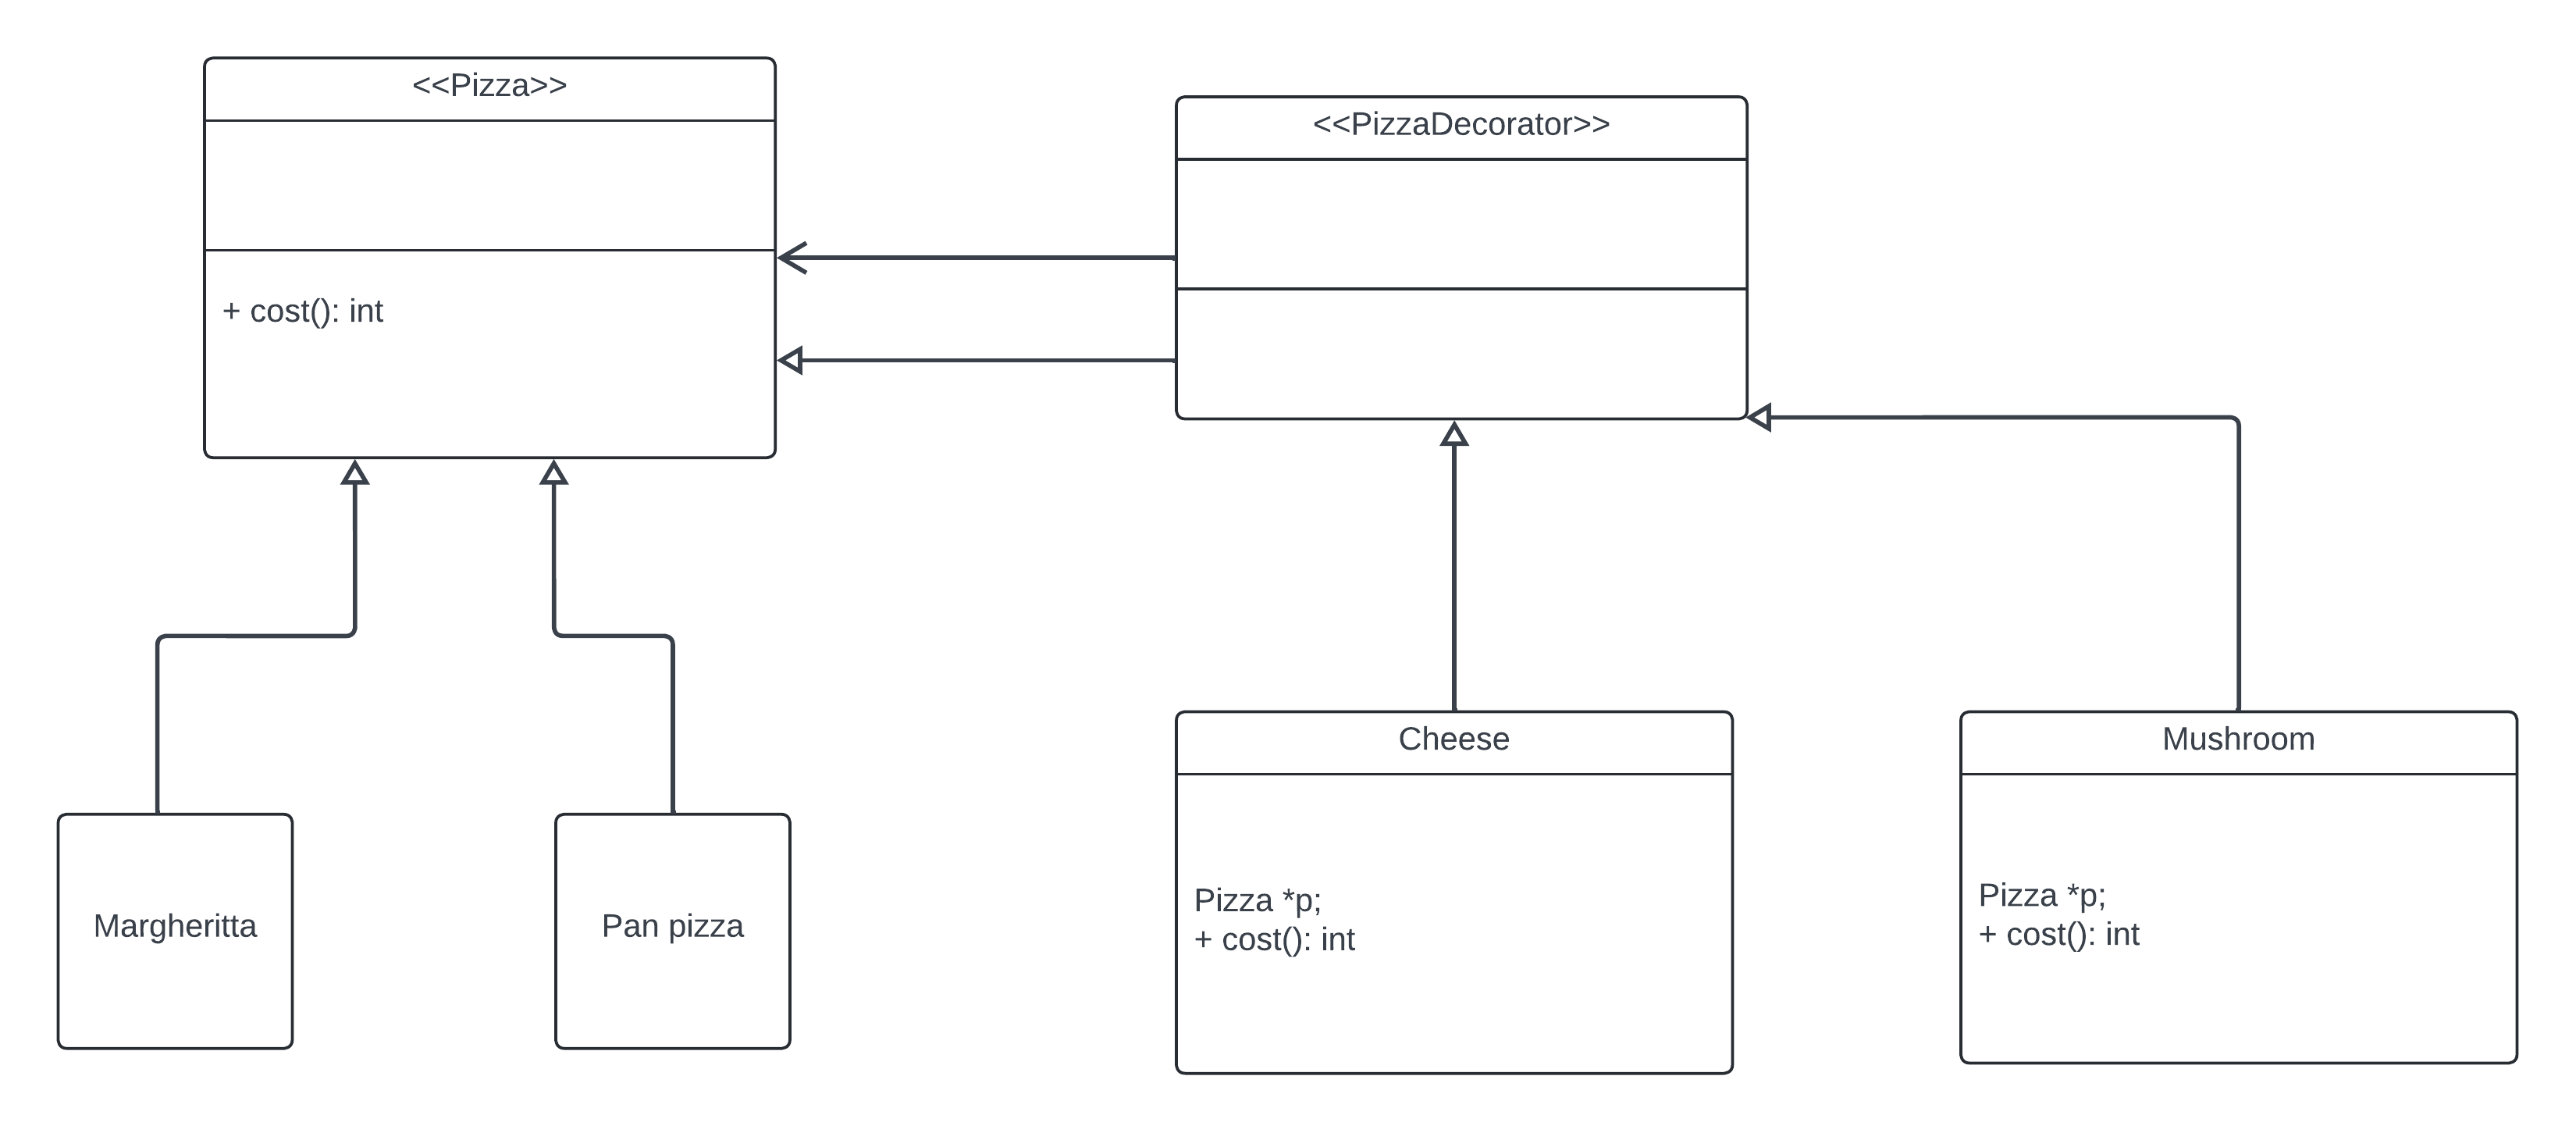 <<Pizza>>
+ cost(): int
<<PizzaDecorator>>
Margheritta
Pan pizza
Cheese
Pizza *p;
+ cost(): int
Mushroom
Pizza *p;
+ cost(): int